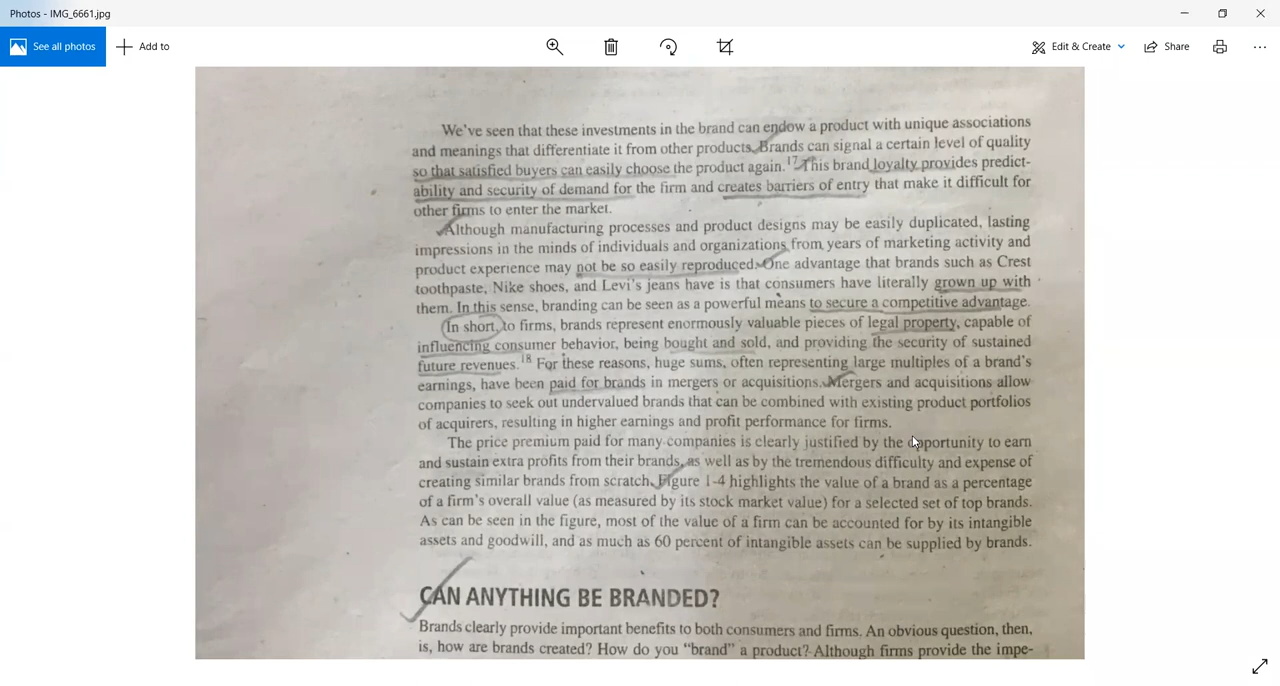 Photos - IMG_6661.jpg
See all photos
Add to
Edit & Create
Share
We've seen that these investments in the brand can endow a product with unique associations
and meanings that differentiate it from other products. Brands can signal a certain level of quality
so that satisfied buyers can easily choose the product again.17 This brand loyalty provides predict-
ability and security of demand for the firm and creates barriers of entry that make it difficult for
other firms to enter the market.
Although manufacturing processes and product designs may be easily duplicated, lasting
impressions in the minds of individuals and organizations from years of marketing activity and
product experience may not be so easily reproduced. One advantage that brands such as Crest
toothpaste, Nike shoes, and Levi's jeans have is that consumers have literally grown up with
them. In this sense, branding can be seen as a powerful means to secure a competitive advantage.
In short, to firms, brands represent enormously valuable pieces of legal property, capable of
influencing consumer behavior, being bought and sold, and providing the security of sustained
future revenues.18 For these reasons, huge sums, often representing large multiples of a brand's
earnings, have been paid for brands in mergers or acquisitions. Mergers and acquisitions allow
companies to seek out undervalued brands that can be combined with existing product portfolios
of acquirers, resulting in higher earnings and profit performance for firms.
The price premium paid for many companies is clearly justified by the opportunity to earn
and sustain extra profits from their brands, as well as by the tremendous difficulty and expense of
creating similar brands from scratch. Figure 1-4 highlights the value of a brand as a percentage
of a firm's overall value (as measured by its stock market value) for a selected set of top brands.
As can be seen in the figure, most of the value of a firm can be accounted for by its intangible
assets and goodwill, and as much as 60 percent of intangible assets can be supplied by brands.
CAN ANYTHING BE BRANDED?
Brands clearly provide important benefits to both consumers and firms. An obvious question, then,
is, how are brands created? How do you "brand" a product? Although firms provide the impe-